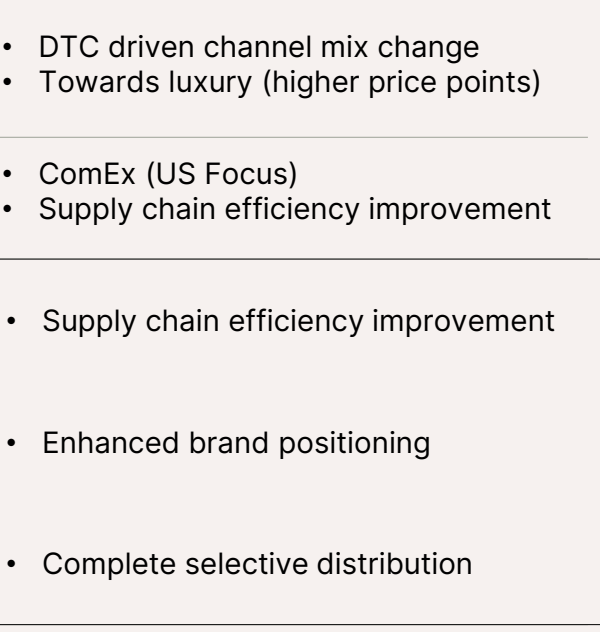 • DTC driven channel mix change
• Towards luxury (higher price points)
• ComEx (US Focus)
• Supply chain efficiency improvement
• Supply chain efficiency improvement
• Enhanced brand positioning
• Complete selective distribution